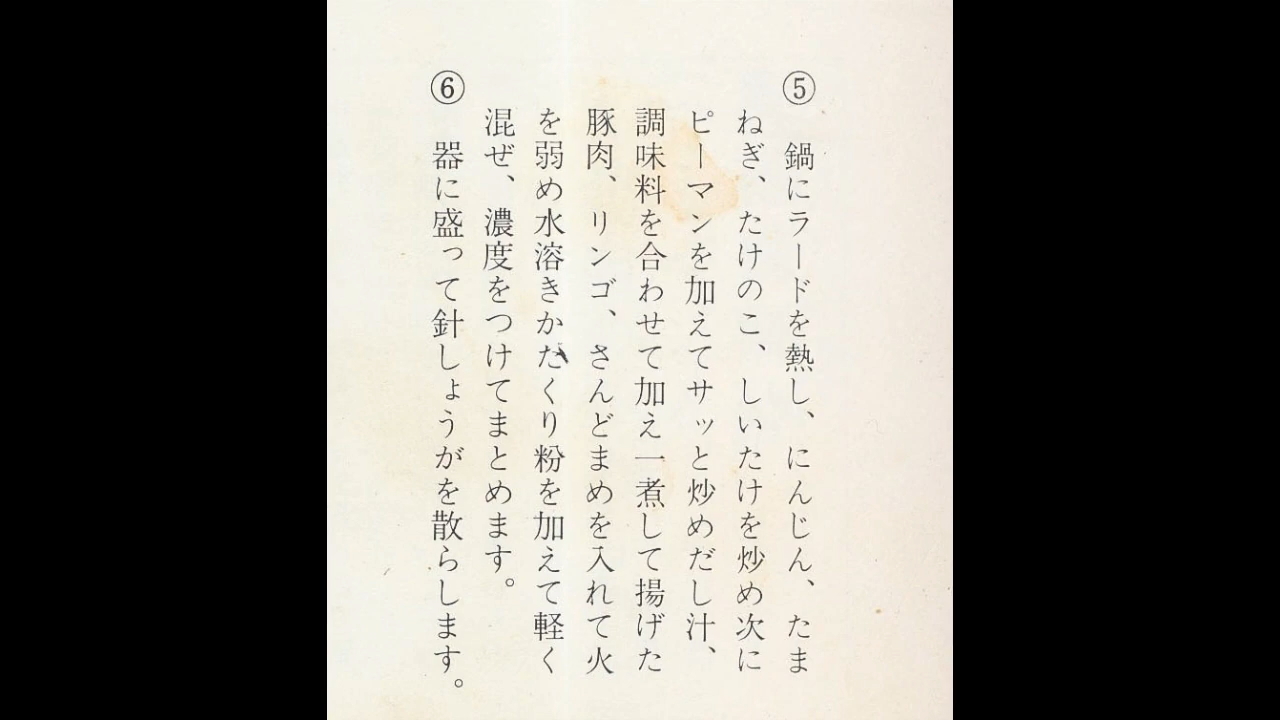 ⑤ 鍋にラードを熱し、にんじん、たま
ねぎ、たけのこ、しいたけを炒め次に
ピーマンを加えてサッと炒めだし汁、
調味料を合わせて加え一煮して揚げた
豚肉、リンゴ、さんどまめを入れて火
を弱め水溶きかたくり粉を加えて軽く
混ぜ、濃度をつけてまとめます。
⑥ 器に盛って針しょうがを散らします。